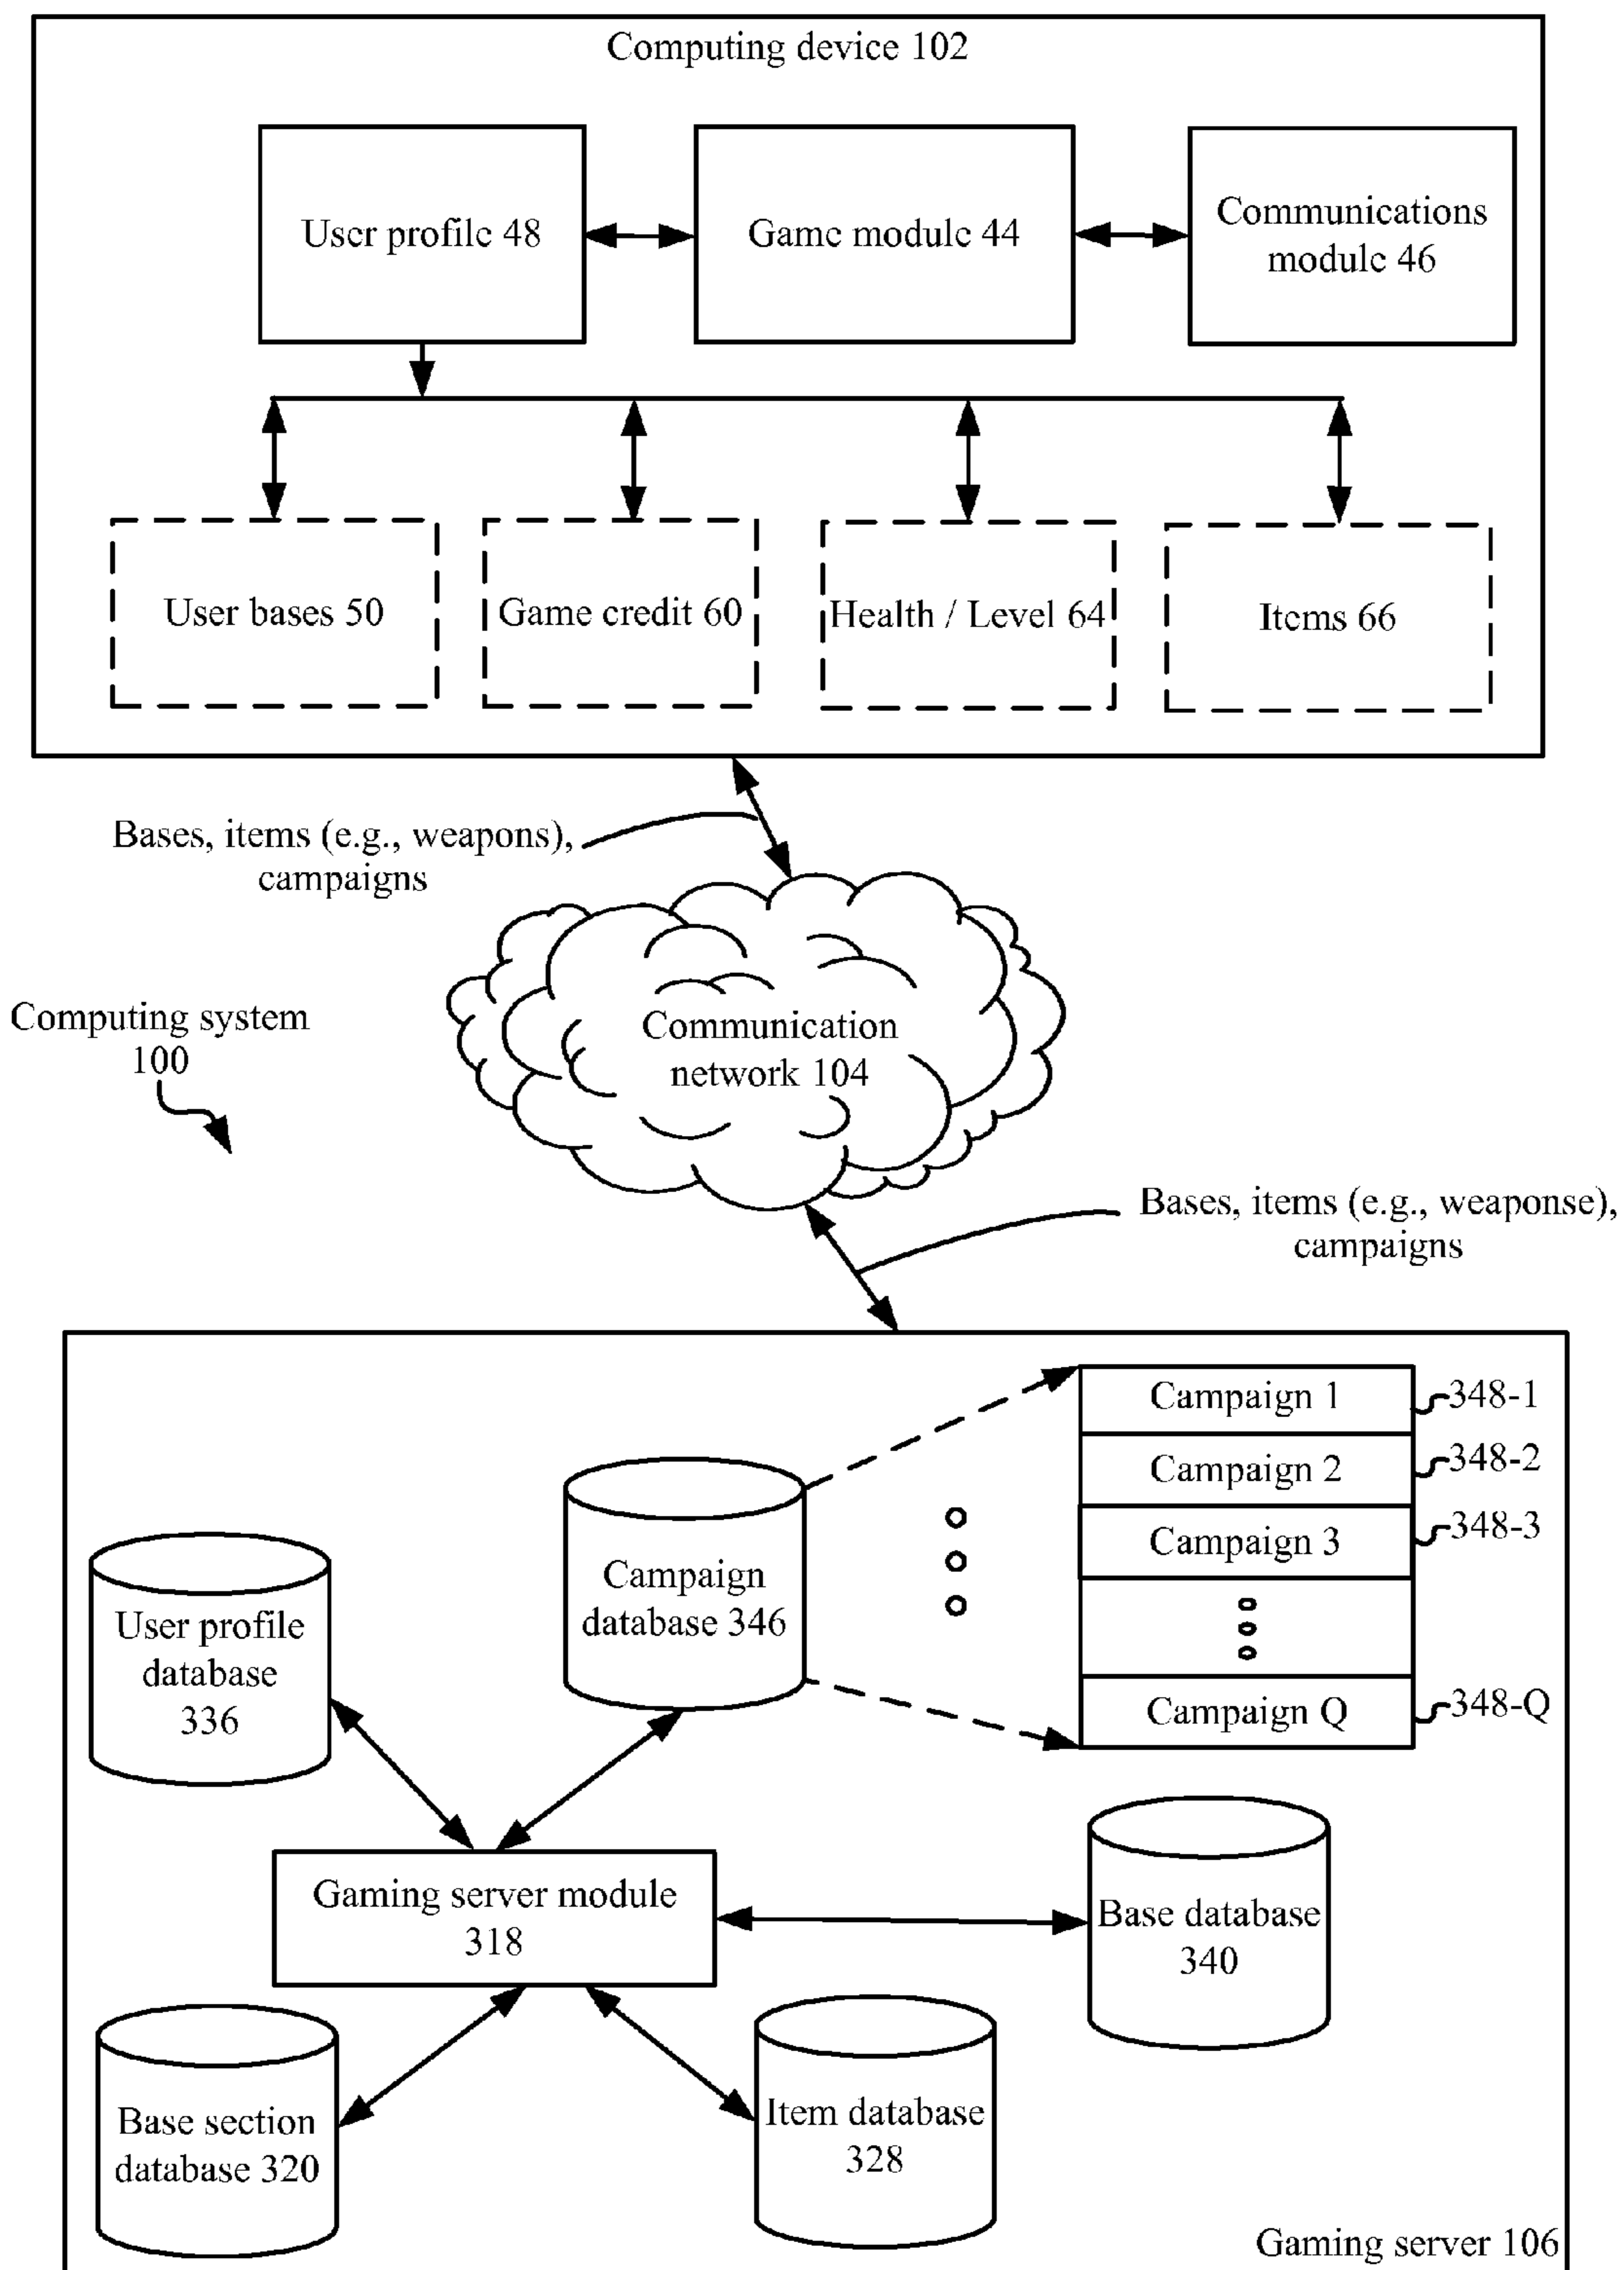 Computing device 102
User profile 48
Game module 44
Communications
module 46
User bases 50
Game credit 60
Health / Level 64
Items 66
Bases, items (e.g., weapons),
campaigns
Computing system
100
Communication
network 104
Bases, items (e.g., weaponse),
campaigns
Campaign 1
348-1
Campaign 2
348-2
Campaign 3
348-3
Campaign Q
348-Q
Campaign
database 346
User profile
database
336
Gaming server module
318
Base database
340
Base section
database 320
Item database
328
Gaming server 106